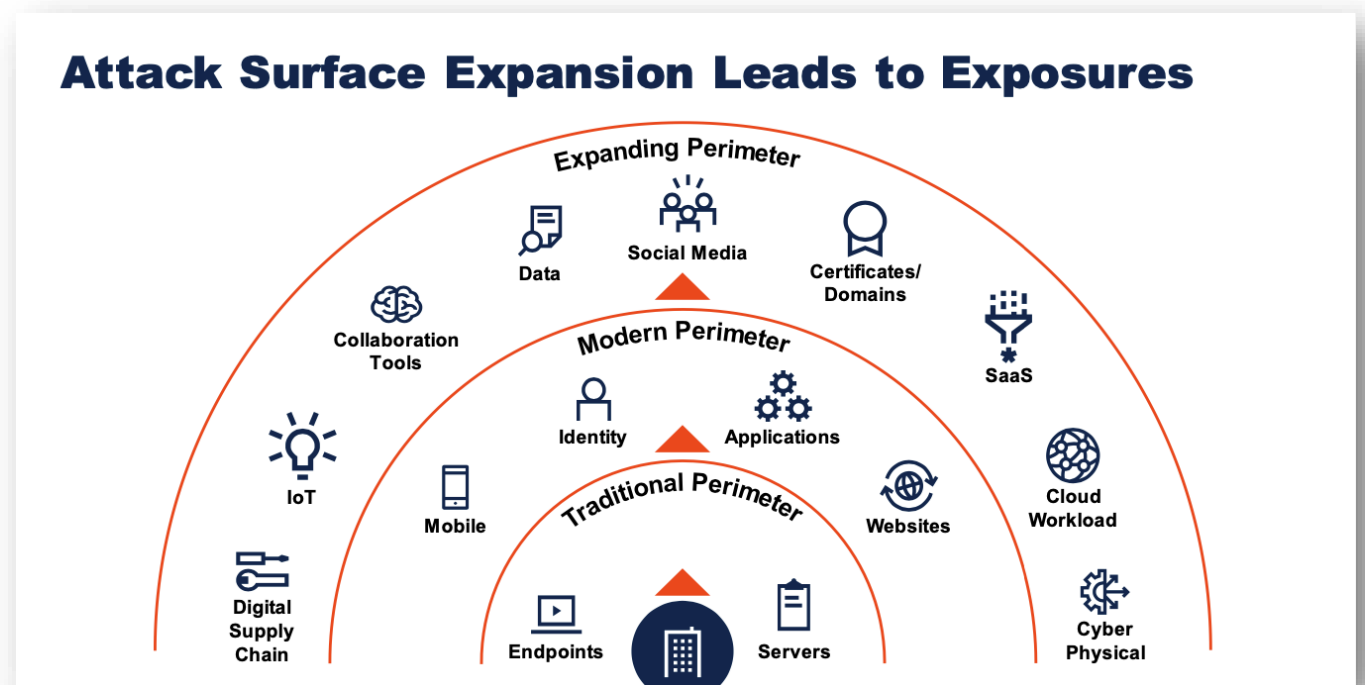 Attack Surface Expansion Leads to Exposures
Expanding Perimeter
Data
Social Media
Certificates/
Domains
Collaboration
Tools
SaaS
IoT
Cloud
Workload
Digital
Supply
Chain
Cyber
Physical
Modern Perimeter
Identity
Applications
Mobile
Websites
Traditional Perimeter
Endpoints
Servers